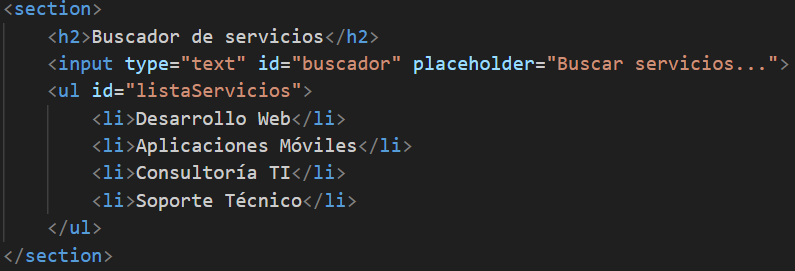 <section>
<h2>Buscador de servicios</h2>
<input type="text" id="buscador" placeholder="Buscar servicios...">
<ul id="listaServicios">
<li>Desarrollo Web</li>
<li>Aplicaciones Móviles</li>
<li>Consultoría TI</li>
<li>Soporte Técnico</li>
</ul>
</section>